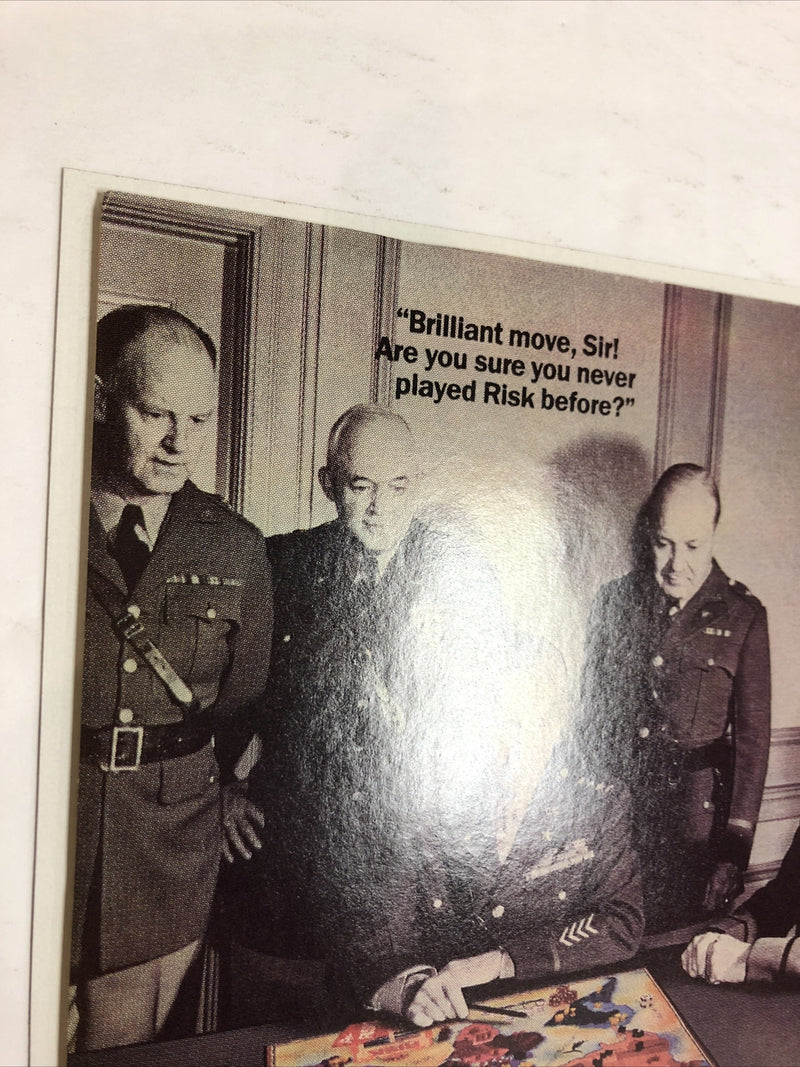 “Brilliant move, Sir!
Are you sure you never
played Risk before?”